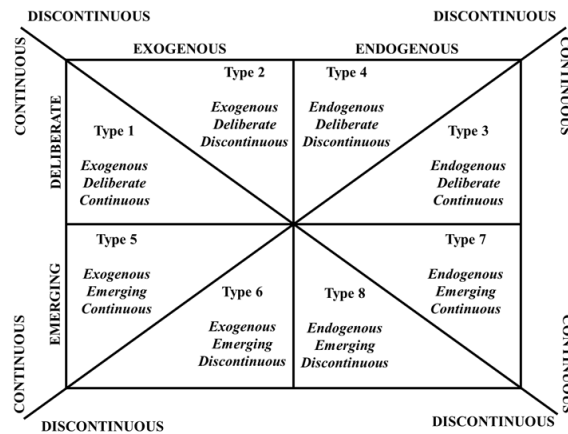 DISCONTINUOUS
DISCONTINUOUS
CONTINUOUS
EXOGENOUS
ENDOGENOUS
CONTINUOUS
DELIBERATE
Type 1
Exogenous
Deliberate
Continuous
Type 2
Exogenous
Deliberate
Discontinuous
Type 4
Endogenous
Deliberate
Discontinuous
Type 3
Endogenous
Deliberate
Continuous
EMERGING
Type 5
Exogenous
Emerging
Continuous
Type 6
Exogenous
Emerging
Discontinuous
Type 8
Endogenous
Emerging
Discontinuous
Type 7
Endogenous
Emerging
Continuous
CONTINUOUS
CONTINUOUS
DISCONTINUOUS
DISCONTINUOUS